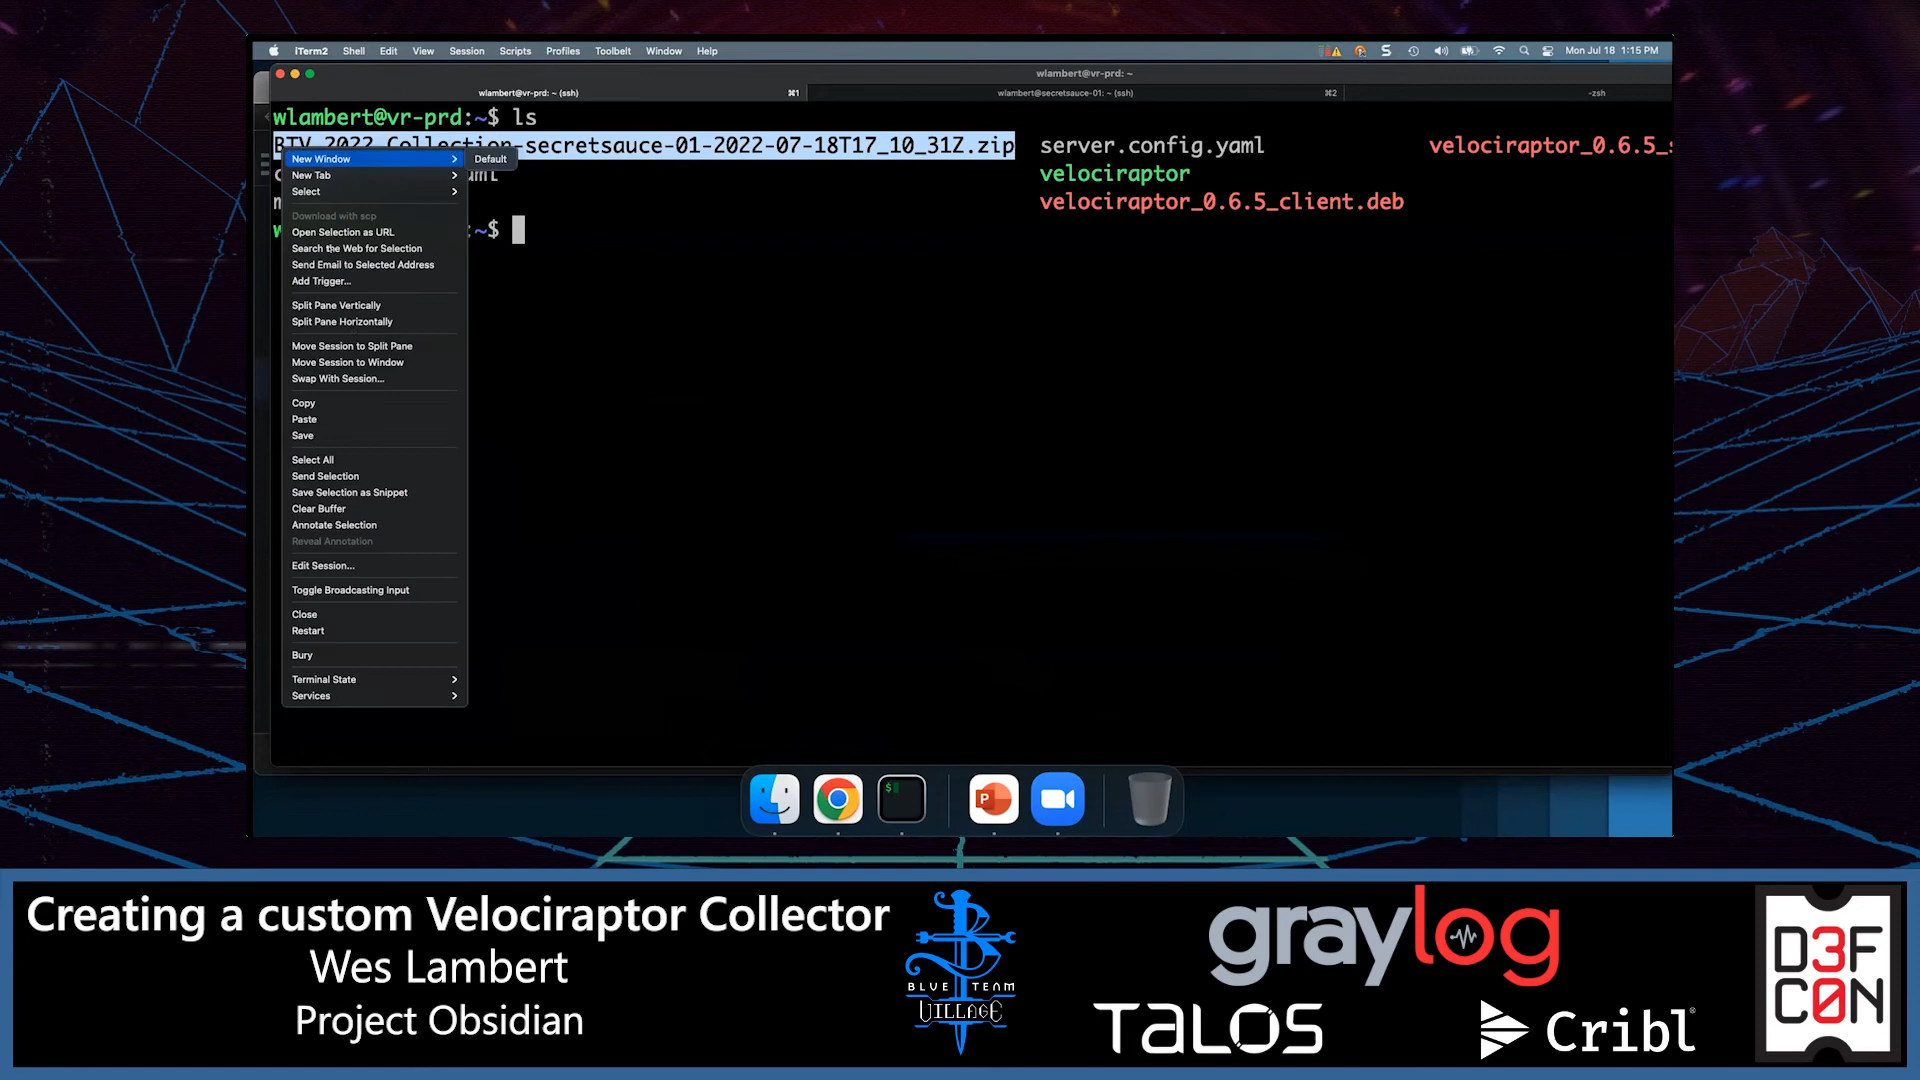 iTerm2 Shell Edit View Session Scripts Profiles Toolbelt Window Help Mon Jul 18 1:15 PM
wlambert@vr-prd: ~
wlambert@vr-prd: ~ (ssh) ⌘1 wlambert@secretsauce-01: ~ (ssh) ⌘2 -zsh
wlambert@vr-prd:~$ ls
BTV_2022_Collection-secretsauce-01-2022-07-18T17_10_31Z.zip server.config.yaml velociraptor_0.6.5_s
velociraptor
velociraptor_0.6.5_client.deb
:~$
New Window Default
New Tab
Select
Download with scp
Open Selection as URL
Search the Web for Selection
Send Email to Selected Address
Add Trigger...
Split Pane Vertically
Split Pane Horizontally
Move Session to Split Pane
Move Session to Window
Swap With Session...
Copy
Paste
Save
Select All
Send Selection
Save Selection as Snippet
Clear Buffer
Annotate Selection
Reveal Annotation
Edit Session...
Toggle Broadcasting Input
Close
Restart
Bury
Terminal State
Services
Creating a custom Velociraptor Collector
Wes Lambert
Project Obsidian
BLUE TEAM
VILLAGE
graylog
TALOS
Cribl
D3F
C0N